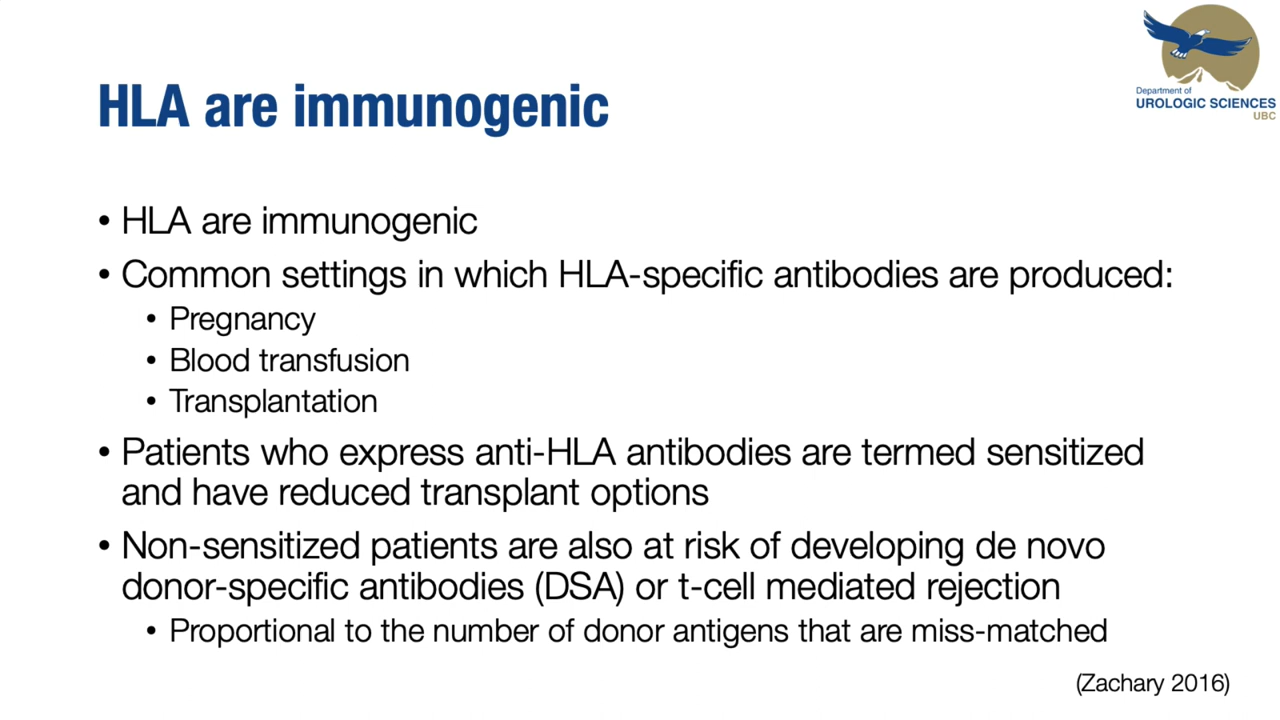 Department of
UROLOGIC SCIENCES
UBC
HLA are immunogenic
• HLA are immunogenic
• Common settings in which HLA-specific antibodies are produced:
• Pregnancy
• Blood transfusion
• Transplantation
• Patients who express anti-HLA antibodies are termed sensitized
and have reduced transplant options
• Non-sensitized patients are also at risk of developing de novo
donor-specific antibodies (DSA) or t-cell mediated rejection
• Proportional to the number of donor antigens that are miss-matched
(Zachary 2016)